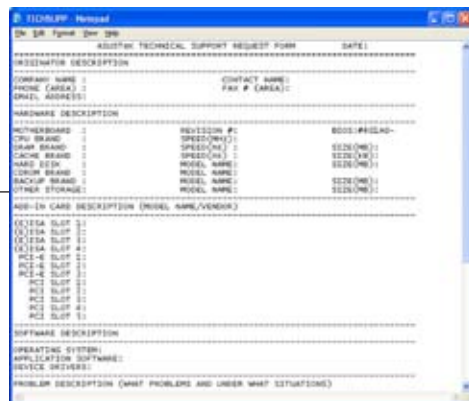 TECHSUPP - Notepad
File Edit Format View Help
ASUSTeK TECHNICAL SUPPORT REQUEST FORM DATE:
ORIGINATOR DESCRIPTION
COMPANY NAME : CONTACT NAME:
PHONE (AREA) : FAX # (AREA):
EMAIL ADDRESS:
HARDWARE DESCRIPTION
MOTHERBOARD : REVISION #: BIOS:
CPU BRAND : SPEED(MHz):
DRAM BRAND : SPEED(ns) : SIZE(MB):
CACHE BRAND : SPEED(ns) : SIZE(KB):
HARD DISK : MODEL NAME: SIZE(MB):
CDROM BRAND : MODEL NAME:
BACKUP BRAND : MODEL NAME: SIZE(MB):
OTHER STORAGE: MODEL NAME: SIZE(MB):
ADD-IN CARD DESCRIPTION (MODEL NAME/VENDOR)
(E)ISA SLOT 1:
(E)ISA SLOT 2:
(E)ISA SLOT 3:
(E)ISA SLOT 4:
PCI-E SLOT 1:
PCI-E SLOT 2:
PCI-E SLOT 3:
PCI SLOT 1:
PCI SLOT 2:
PCI SLOT 3:
PCI SLOT 4:
PCI SLOT 5:
SOFTWARE DESCRIPTION
OPERATING SYSTEM:
APPLICATION SOFTWARE:
DEVICE DRIVERS:
PROBLEM DESCRIPTION (WHAT PROBLEMS AND UNDER WHAT SITUATIONS)